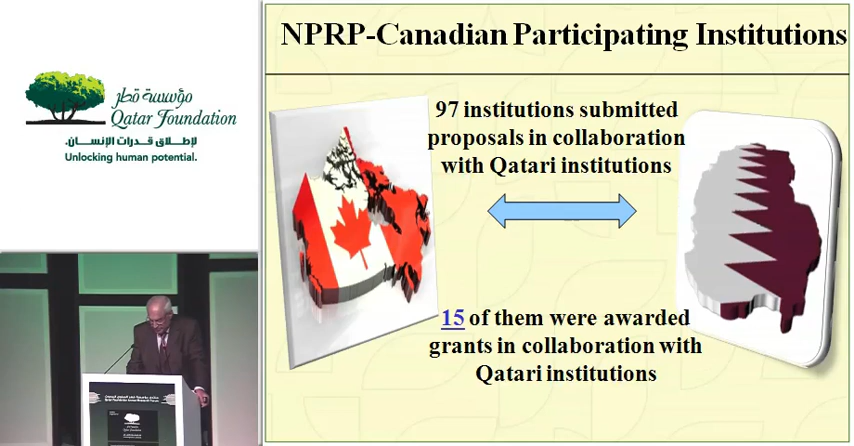 مؤسسة قطر
Qatar Foundation
لإطلاق قدرات الإنسان.
Unlocking human potential.
NPRP-Canadian Participating Institutions
97 institutions submitted
proposals in collaboration
with Qatari institutions
15 of them were awarded
grants in collaboration with
Qatari institutions